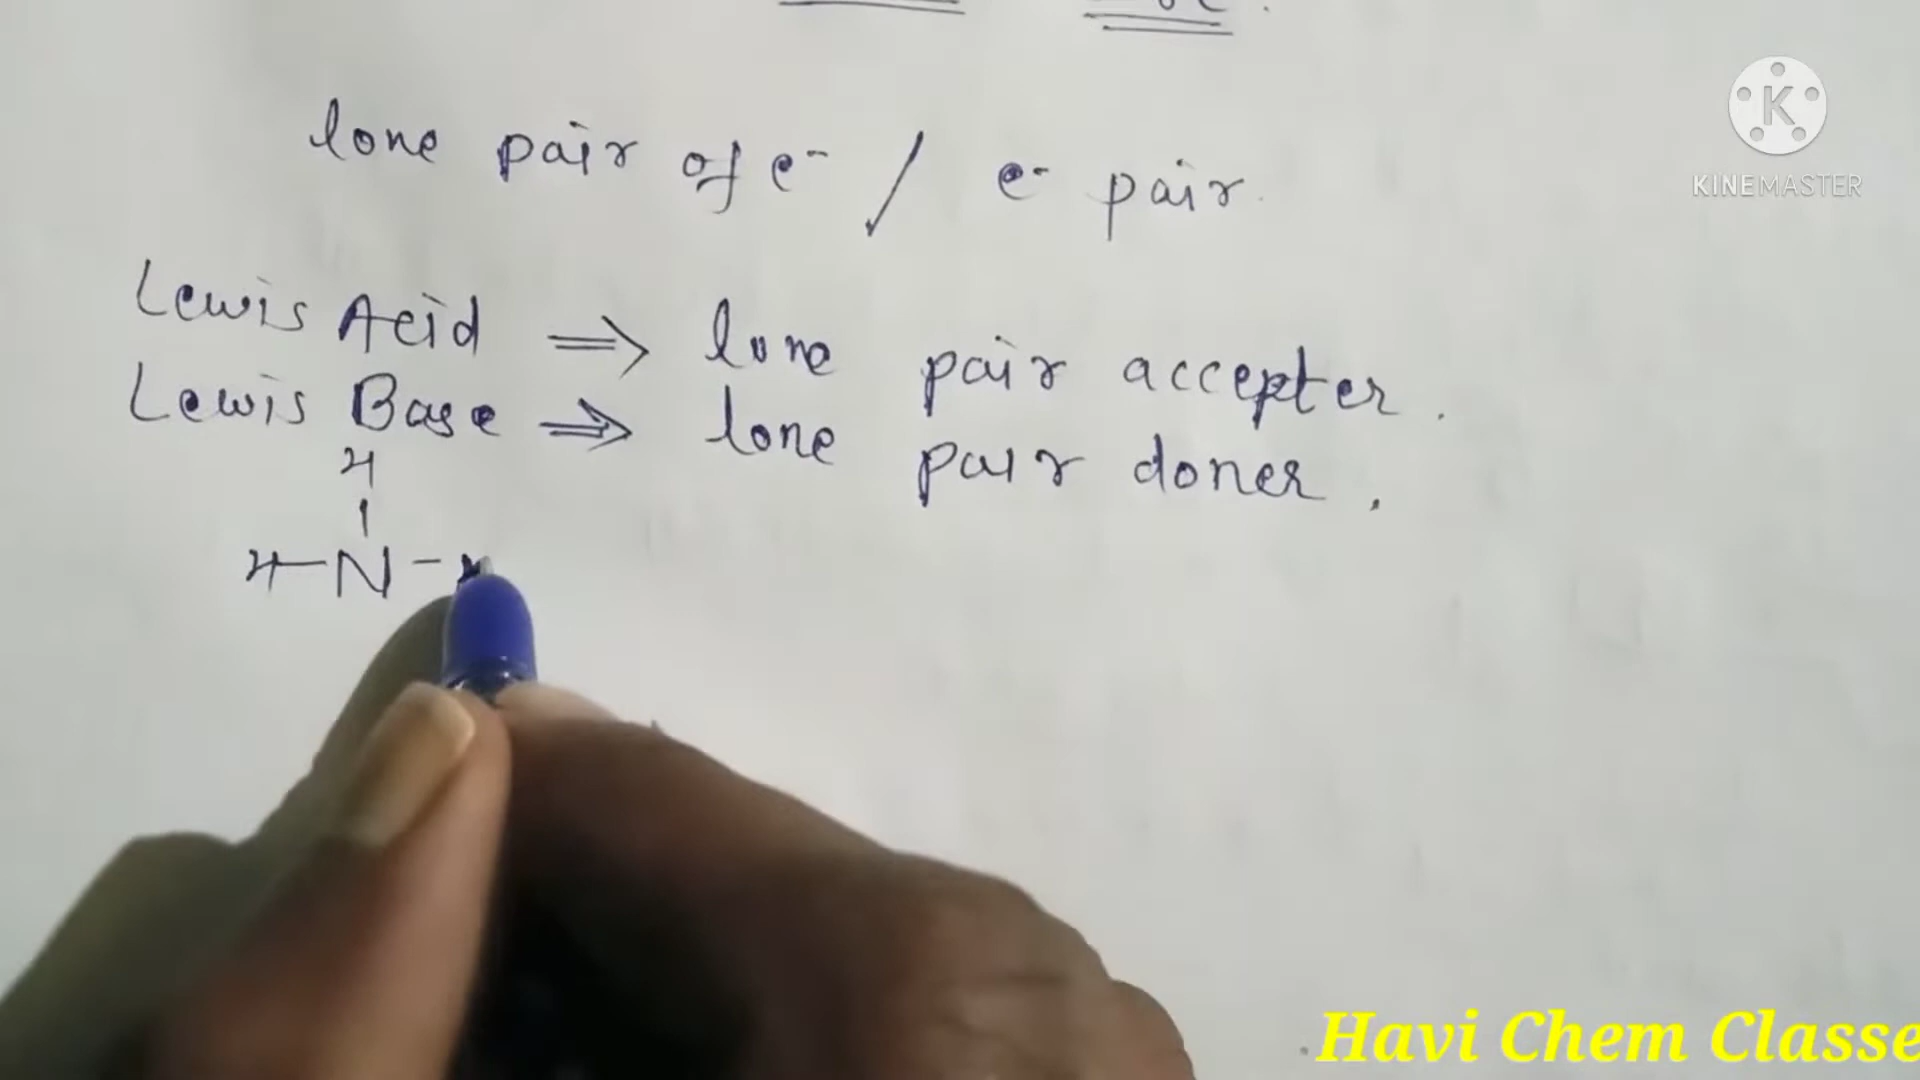 lone pair of e⁻ / e⁻ pair.
Lewis Acid ⇒ lone pair accepter.
Lewis Base ⇒ lone pair doner.
H
|
H—N—
K
KINEMASTER
Havi Chem Classe